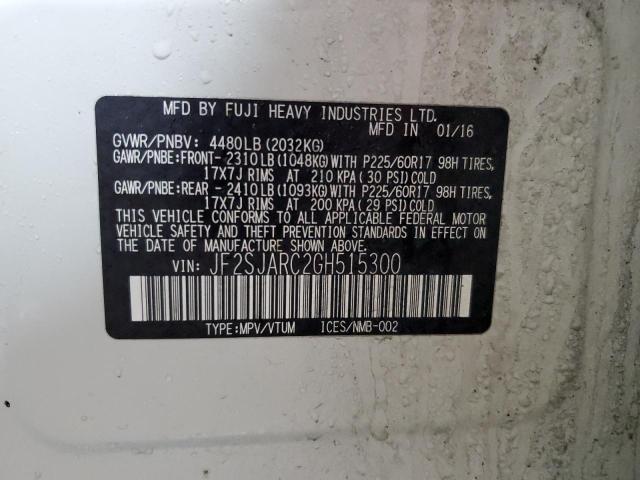 MFD BY FUJI HEAVY INDUSTRIES LTD.
MFD IN 01/16
GVWR/PNBV: 4480LB(2032KG)
GAWR/PNBE:FRONT- 2310LB(1048KG)WITH P225/60R17 98H TIRES,
17X7J RIMS AT 210 KPA( 30 PSI)COLD
GAWR/PNBE:REAR - 2410LB(1093KG)WITH P225/60R17 98H TIRES,
17X7J RIMS AT 200 KPA( 29 PSI)COLD
THIS VEHICLE CONFORMS TO ALL APPLICABLE FEDERAL MOTOR
VEHICLE SAFETY AND THEFT PREVENTION STANDARDS IN EFFECT ON
THE DATE OF MANUFACTURE SHOWN ABOVE.
VIN: JF2SJARC2GH515300
TYPE:MPV/VTUM ICES/NMB-002